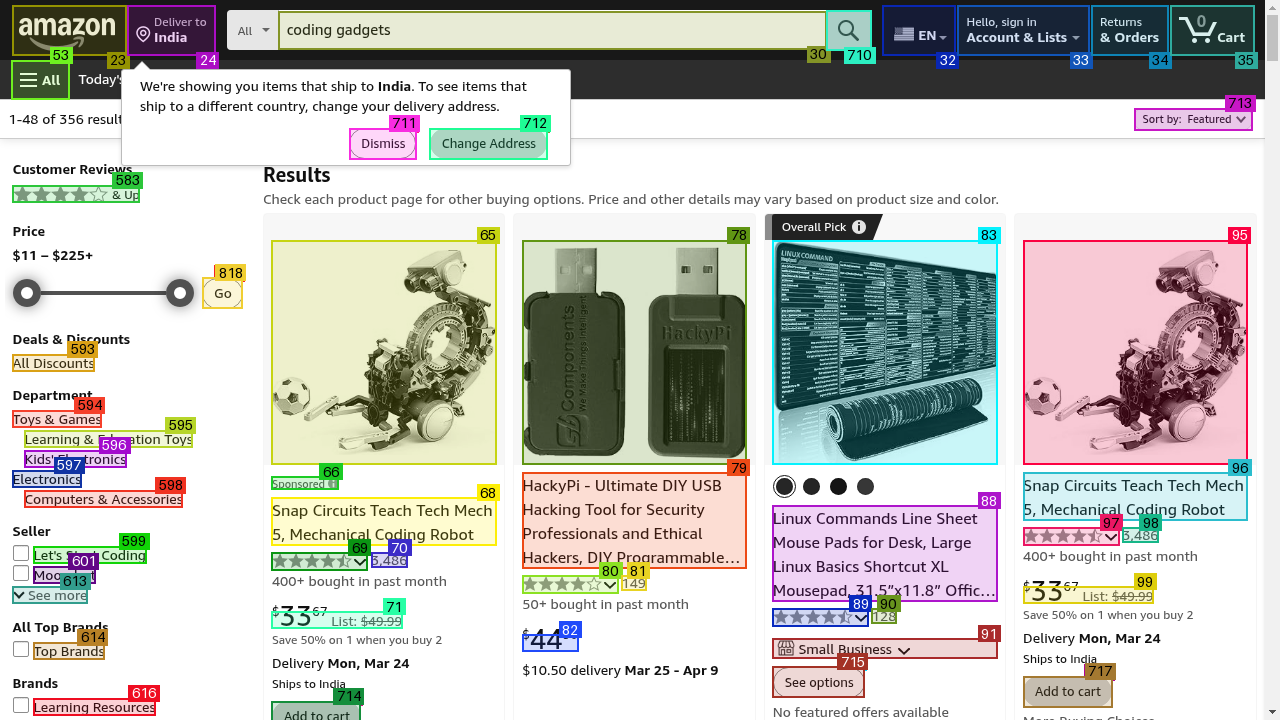 amazon
Deliver to
India
All
coding gadgets
EN
Hello, sign in
Account & Lists
Returns
& Orders
0
Cart
53
23
24
30
710
32
33
34
35
All
Today's
We're showing you items that ship to India. To see items that
ship to a different country, change your delivery address.
711
712
Dismiss
Change Address
1-48 of 356 result
713
Sort by: Featured
Customer Reviews
583
& Up
Price
$11 – $225+
818
Go
Deals & Discounts
593
All Discounts
Department
594
Toys & Games
595
Learning & Education Toys
596
Kids' Electronics
597
Electronics
598
Computers & Accessories
Seller
599
Let's Start Coding
601
613
See more
All Top Brands
614
Top Brands
Brands
616
Learning Resources
Results
Check each product page for other buying options. Price and other details may vary based on product size and color.
65
66
Sponsored
68
Snap Circuits Teach Tech Mech
5, Mechanical Coding Robot
69
70
3,486
400+ bought in past month
71
$33 67
List: $49.99
Save 50% on 1 when you buy 2
Delivery Mon, Mar 24
Ships to India
714
Add to cart
78
Components
We Make Things Intelligent
HackyPi
79
HackyPi - Ultimate DIY USB
Hacking Tool for Security
Professionals and Ethical
Hackers, DIY Programmable…
80
81
149
50+ bought in past month
82
$44
$10.50 delivery Mar 25 - Apr 9
Overall Pick
83
LINUX COMMAND
88
Linux Commands Line Sheet
Mouse Pads for Desk, Large
Linux Basics Shortcut XL
Mousepad, 31.5”x11.8” Offic…
89
90
128
91
Small Business
715
See options
No featured offers available
95
96
Snap Circuits Teach Tech Mech
5, Mechanical Coding Robot
97
98
3,486
400+ bought in past month
99
$33 67
List: $49.99
Save 50% on 1 when you buy 2
Delivery Mon, Mar 24
Ships to India
717
Add to cart
More Buying Choices